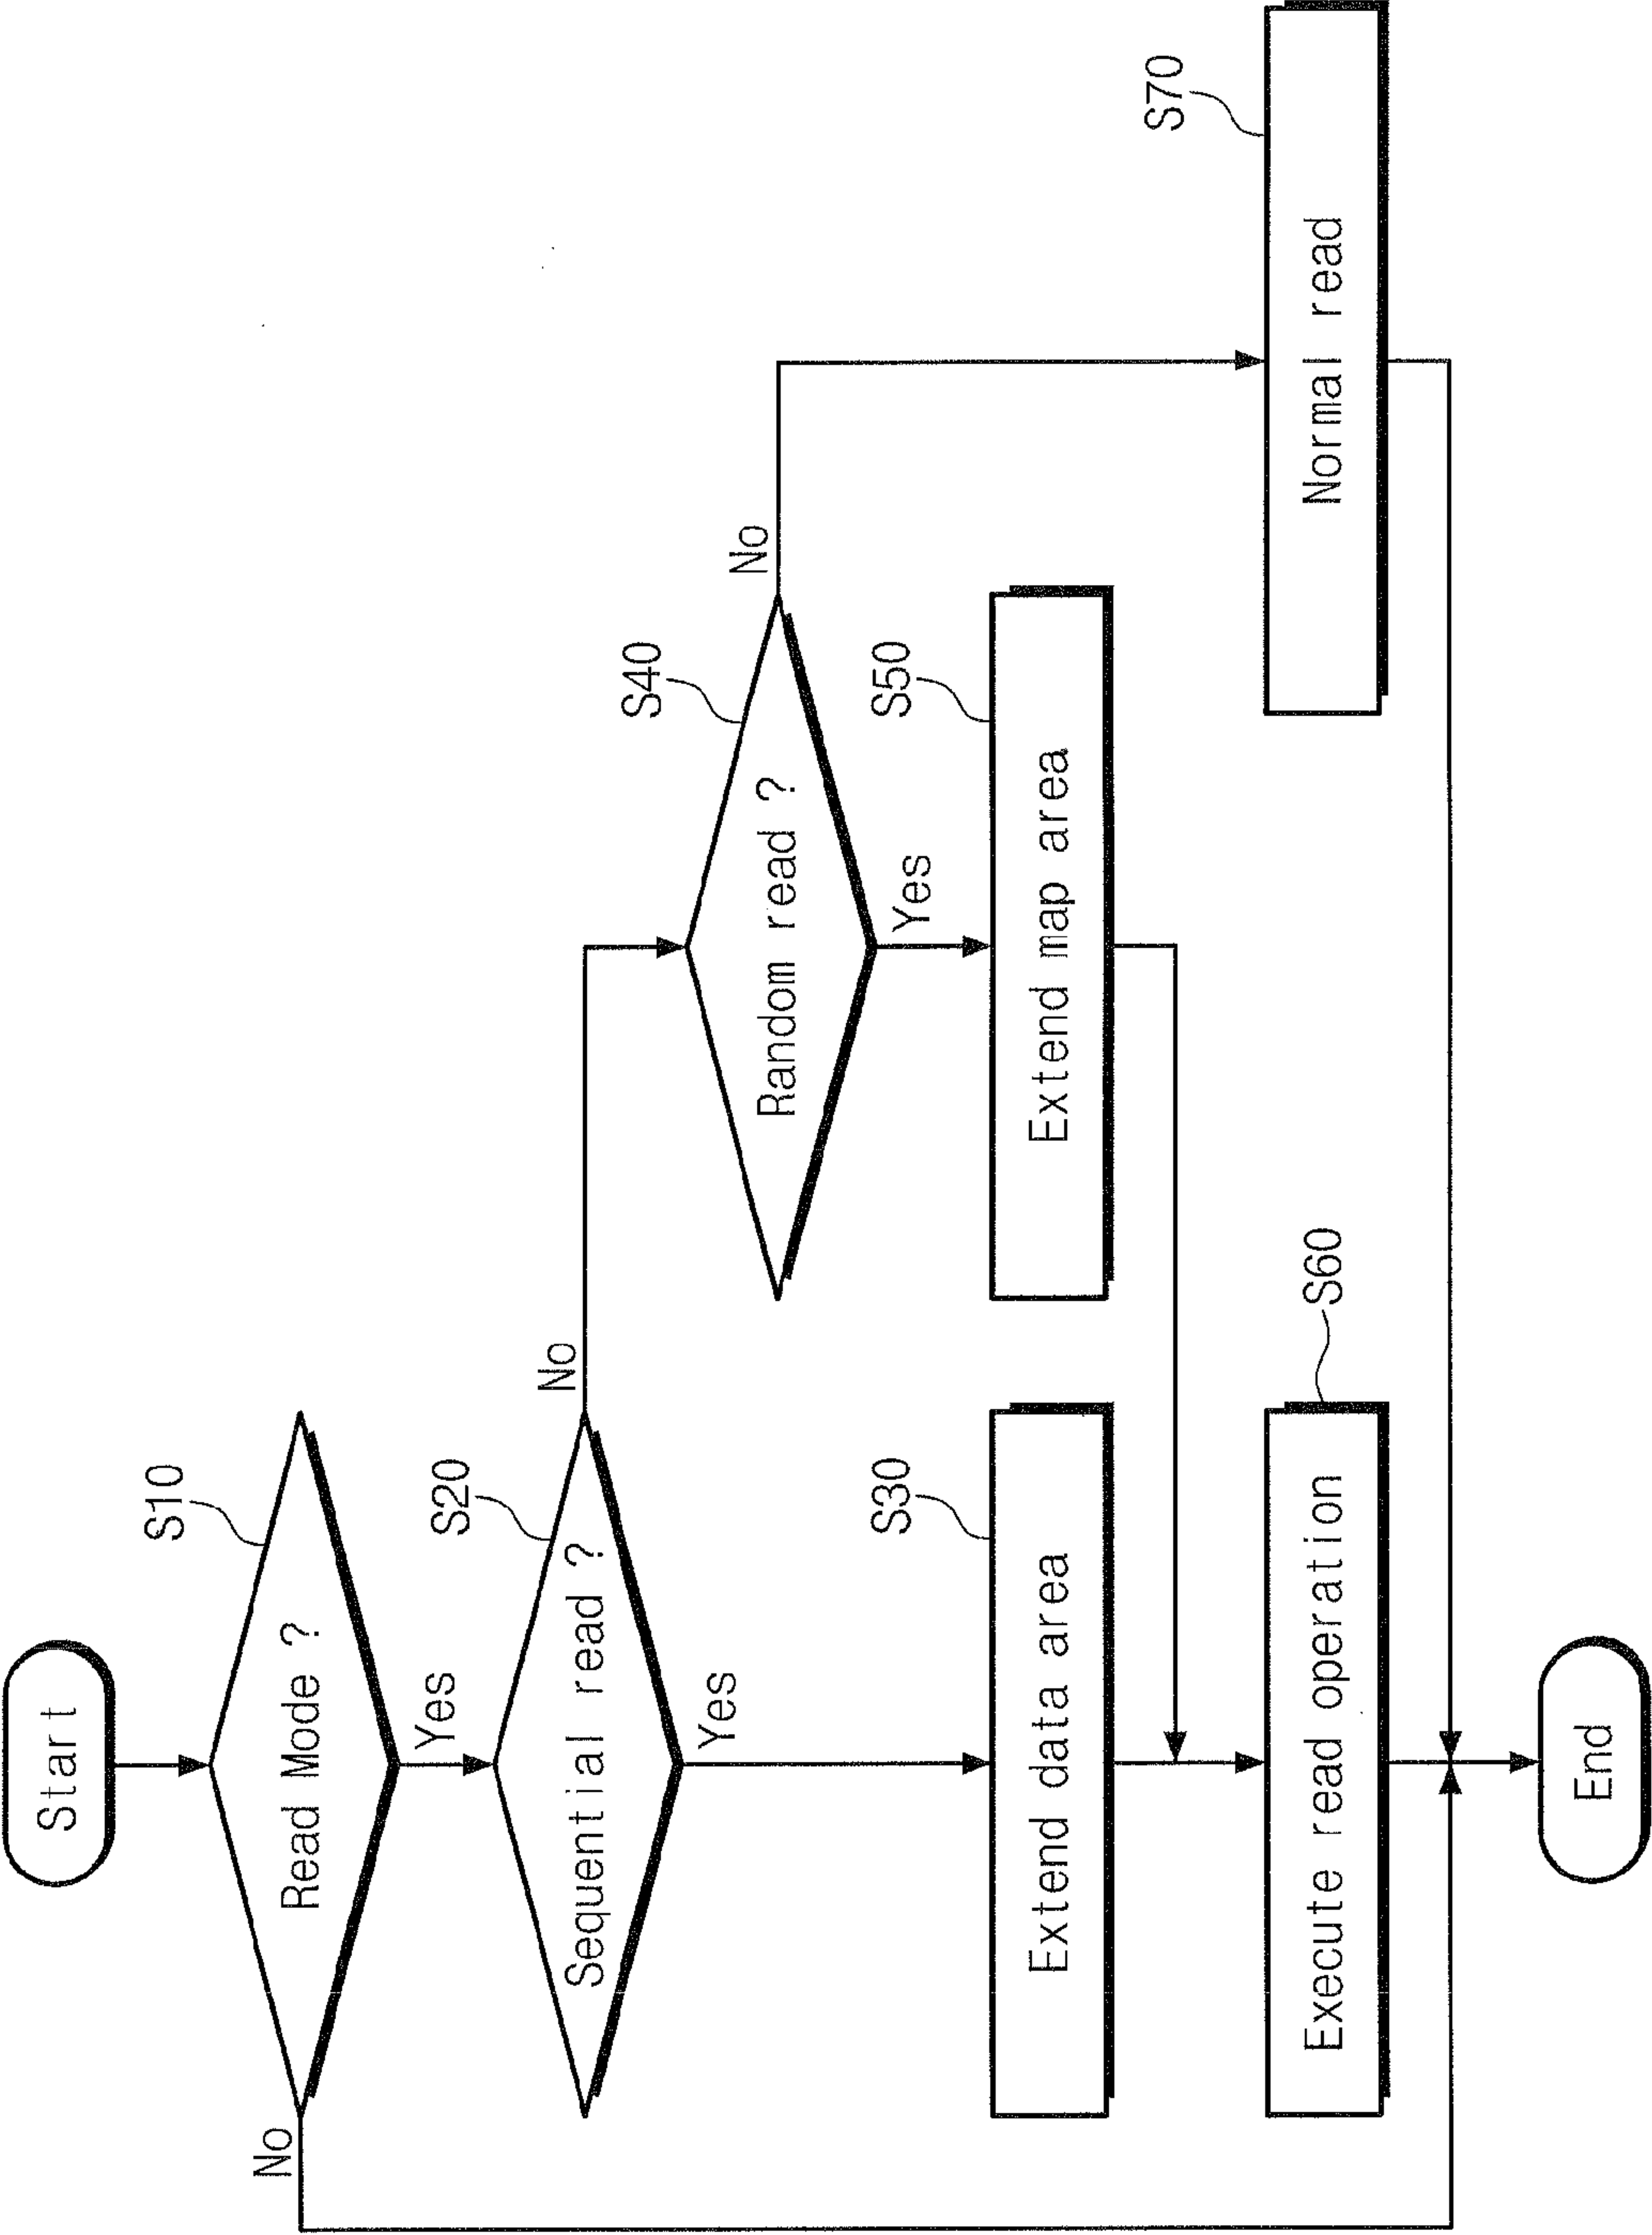 Start
S10
Read Mode ?
No
Yes
S20
Sequential read ?
No
Yes
S40
Random read ?
No
Yes
S30
Extend data area
S50
Extend map area
S60
Execute read operation
S70
Normal read
End